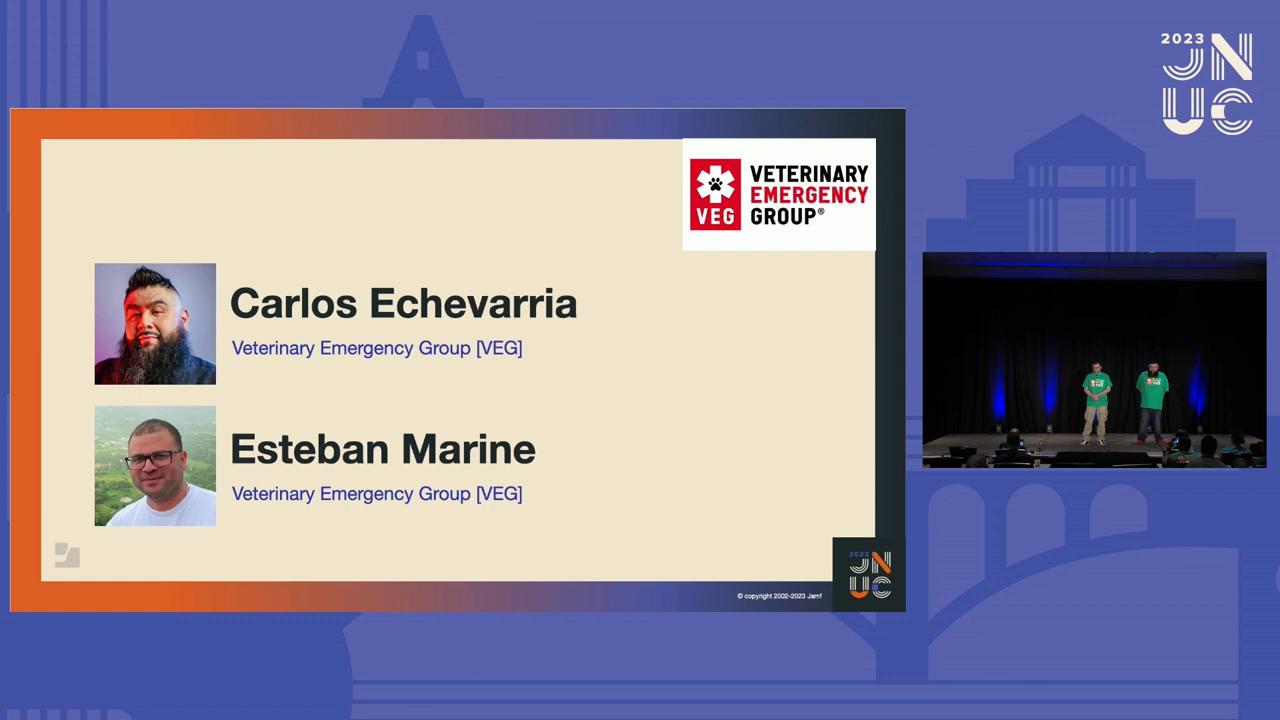 2023
JN
UC
VETERINARY
EMERGENCY
GROUP®
VEG
Carlos Echevarria
Veterinary Emergency Group [VEG]
Esteban Marine
Veterinary Emergency Group [VEG]
2023
JN
UC
© copyright 2002-2023 Jamf